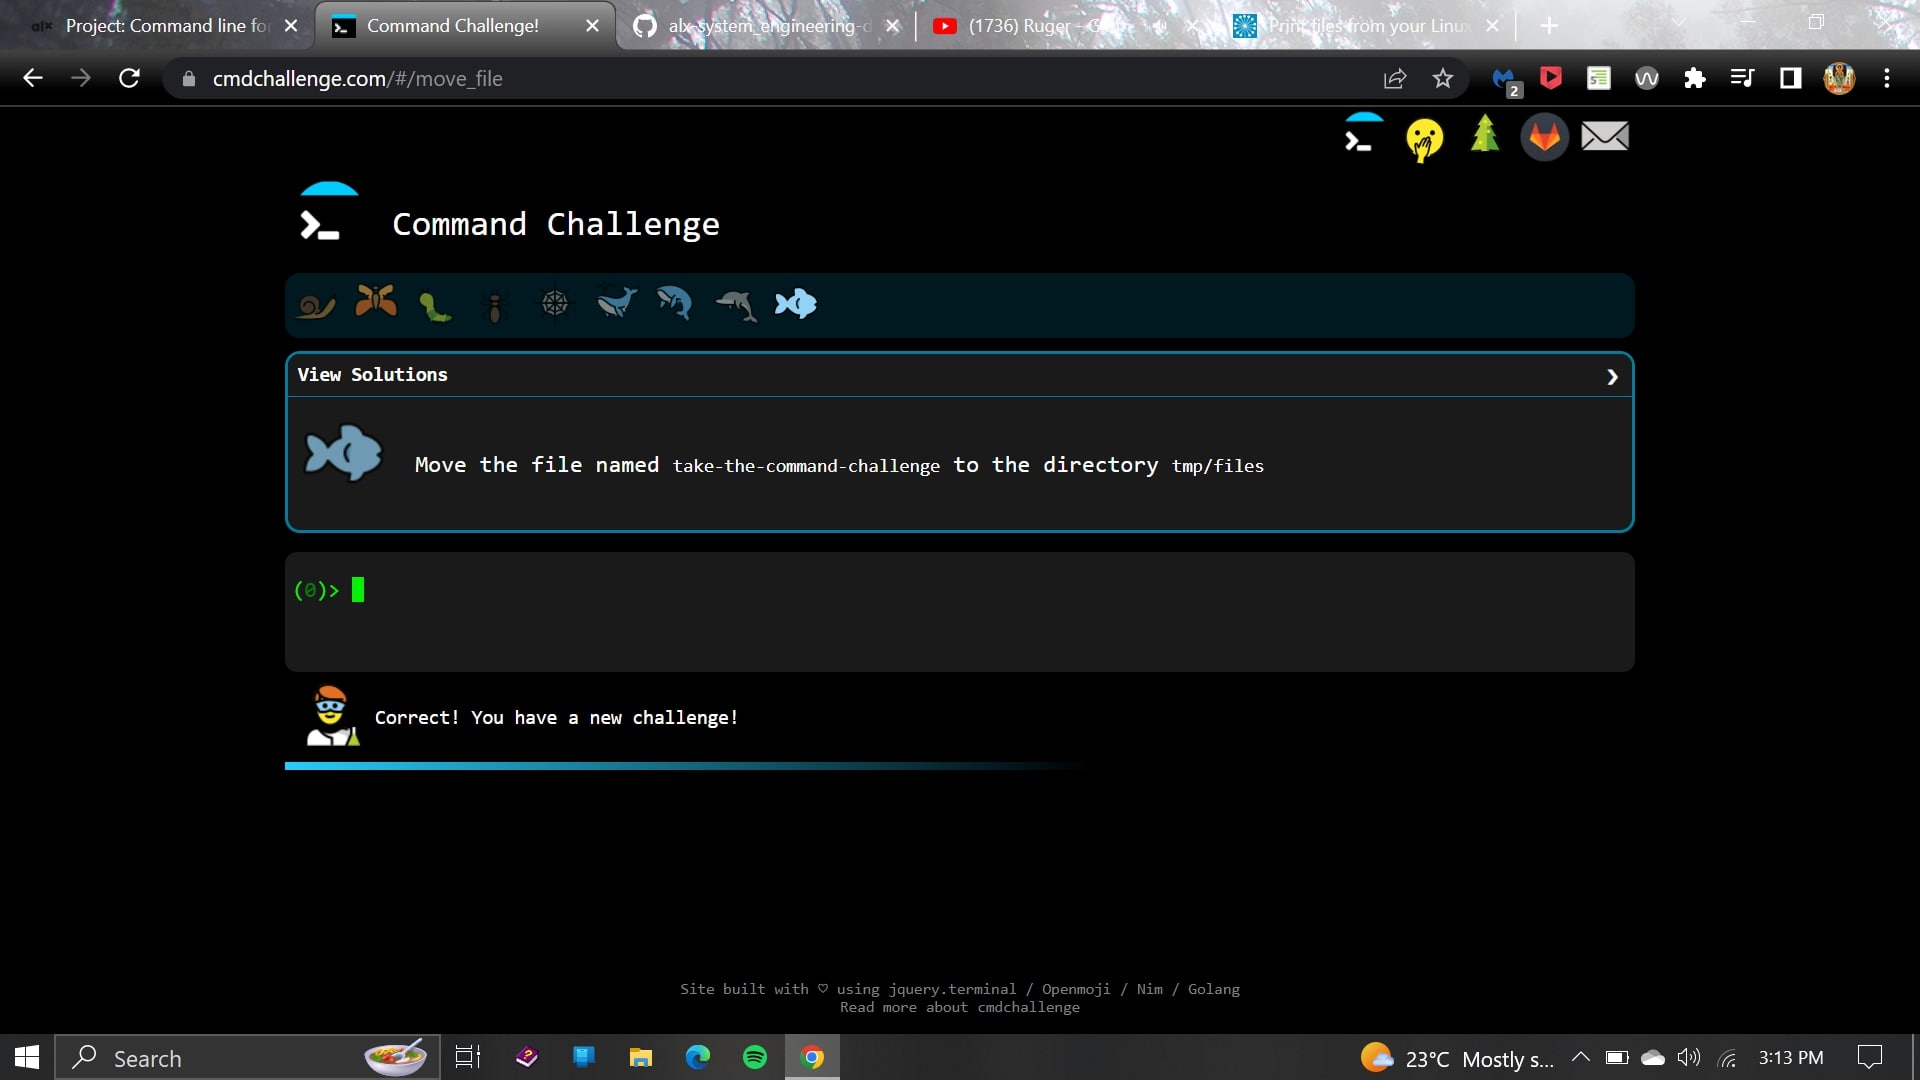 alx Project: Command line fo
Command Challenge!
alx-system_engineering-d
(1736) Ruger - G
Print files from your Linux
cmdchallenge.com/#/move_file
2
Command Challenge
View Solutions
Move the file named take-the-command-challenge to the directory tmp/files
(0)>
Correct! You have a new challenge!
Site built with ♡ using jquery.terminal / Openmoji / Nim / Golang
Read more about cmdchallenge
Search
23°C Mostly s...
3:13 PM